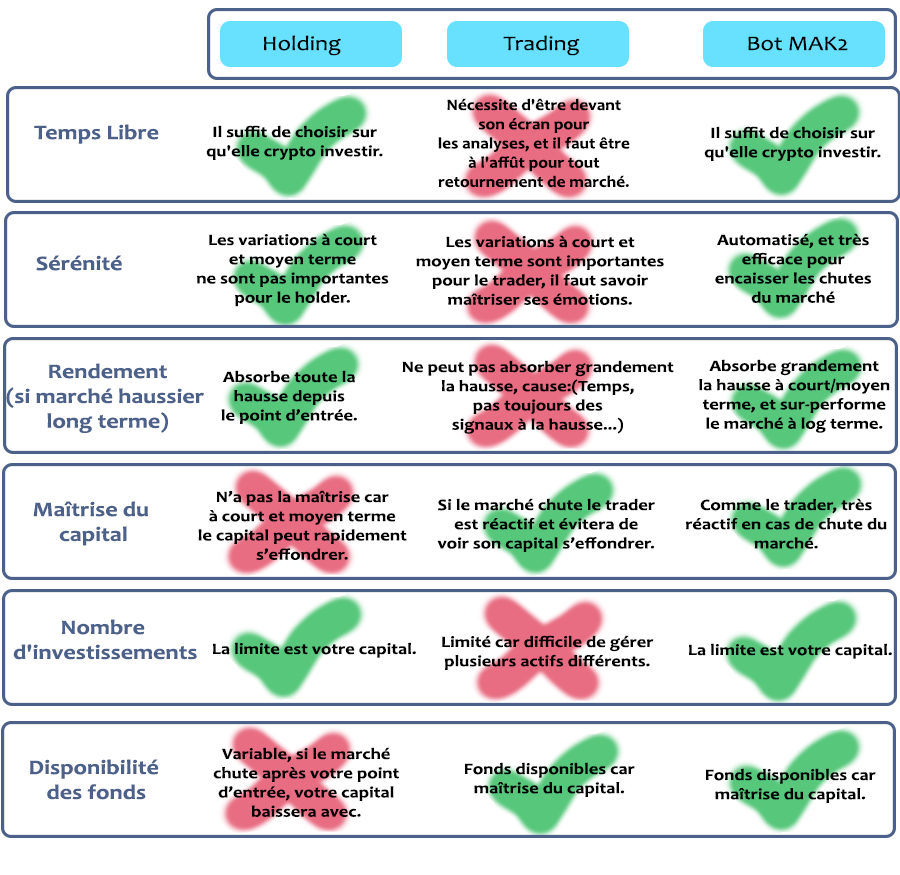 Holding
Trading
Bot MAK2
Temps Libre
Il suffit de choisir sur
qu'elle crypto investir.
Nécessite d'être devant
son écran pour
les analyses, et il faut être
à l'affût pour tout
retournement de marché.
Il suffit de choisir sur
qu'elle crypto investir.
Sérénité
Les variations à court
et moyen terme
ne sont pas importantes
pour le holder.
Les variations à court et
moyen terme sont importantes
pour le trader, il faut savoir
maîtriser ses émotions.
Automatisé, et très
efficace pour
encaisser les chutes
du marché
Rendement
(si marché haussier
long terme)
Absorbe toute la
hausse depuis
le point d'entrée.
Ne peut pas absorber grandement
la hausse, cause:(Temps,
pas toujours des
signaux à la hausse...)
Absorbe grandement
la hausse à court/moyen
terme, et sur-performe
le marché à log terme.
Maîtrise du
capital
N'a pas la maîtrise car
à court et moyen terme
le capital peut rapidement
s'effondrer.
Si le marché chute le trader
est réactif et évitera de
voir son capital s'effondrer.
Comme le trader, très
réactif en cas de chute du
marché.
Nombre
d'investissements
La limite est votre capital.
Limité car difficile de gérer
plusieurs actifs différents.
La limite est votre capital.
Disponibilité
des fonds
Variable, si le marché
chute après votre point
d'entrée, votre capital
baissera avec.
Fonds disponibles car
maîtrise du capital.
Fonds disponibles car
maîtrise du capital.